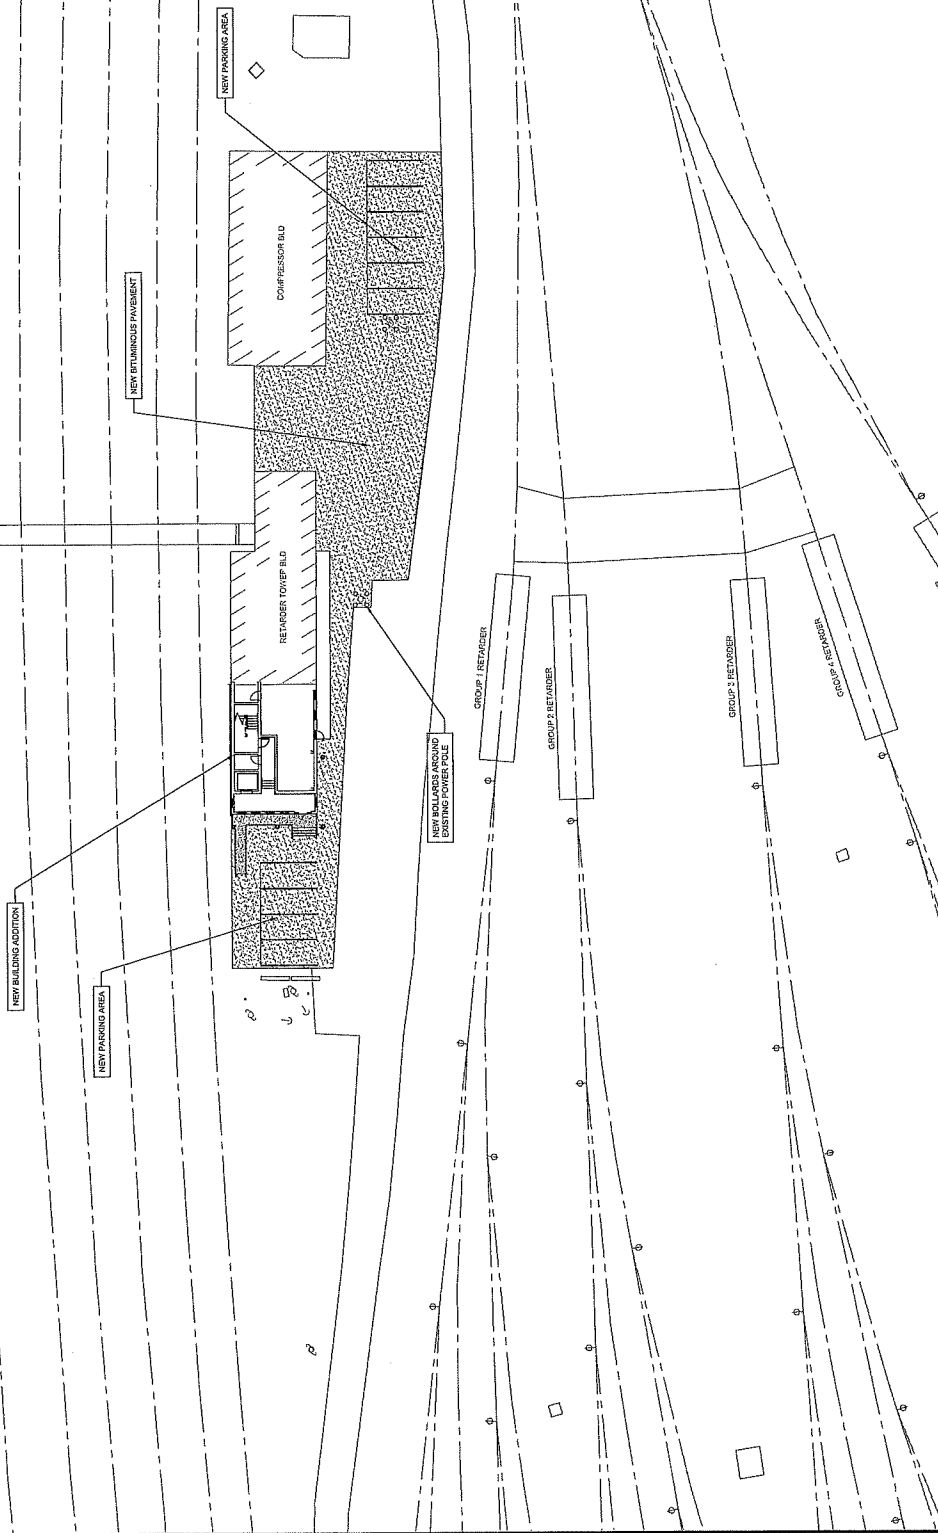 NEW PARKING AREA
COMPRESSOR BLD
NEW BITUMINOUS PAVEMENT
RETARDER TOWER BLD
GROUP 1 RETARDER
GROUP 2 RETARDER
GROUP 3 RETARDER
GROUP 4 RETARDER
NEW BOLLARDS AROUND
EXISTING POWER POLE
NEW BUILDING ADDITION
NEW PARKING AREA